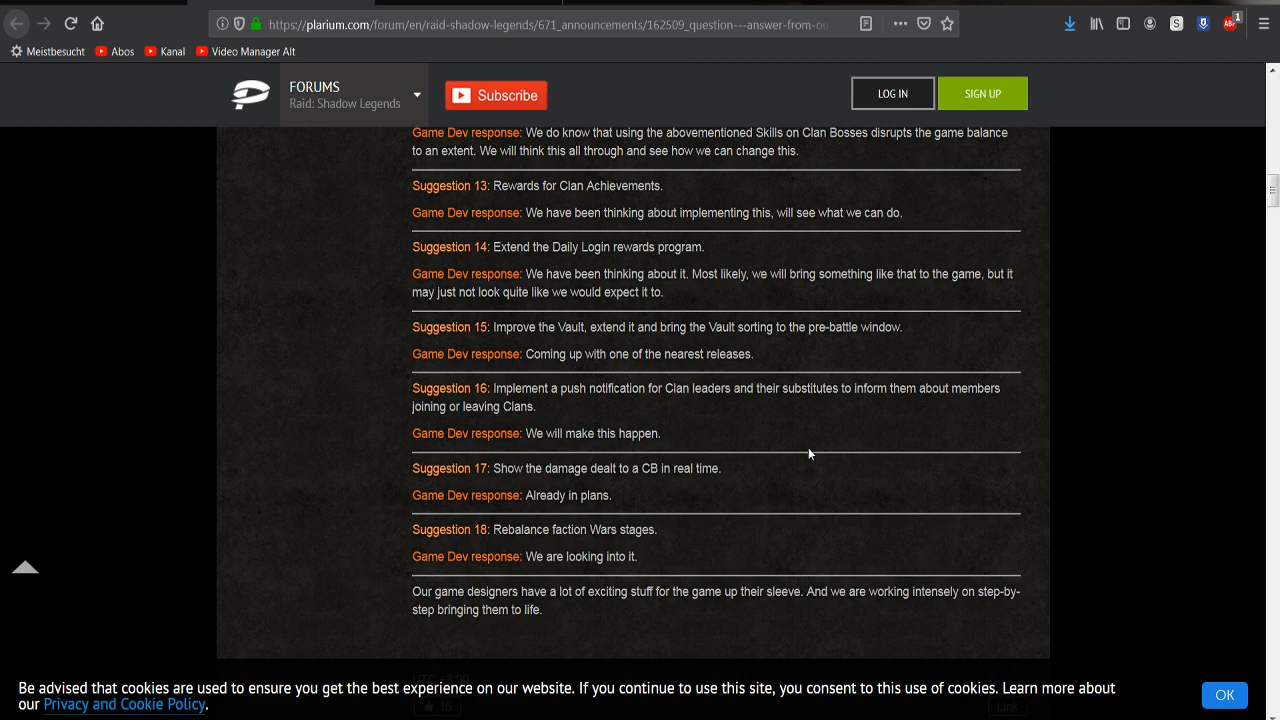 https://plarium.com/forum/en/raid-shadow-legends/671_announcements/162509_question---answer-from-ou
Meistbesucht Abos Kanal Video Manager Alt
FORUMS
Raid: Shadow Legends
Subscribe
LOG IN
SIGN UP
Game Dev response: We do know that using the abovementioned Skills on Clan Bosses disrupts the game balance
to an extent. We will think this all through and see how we can change this.
Suggestion 13: Rewards for Clan Achievements.
Game Dev response: We have been thinking about implementing this, will see what we can do.
Suggestion 14: Extend the Daily Login rewards program.
Game Dev response: We have been thinking about it. Most likely, we will bring something like that to the game, but it
may just not look quite like we would expect it to.
Suggestion 15: Improve the Vault, extend it and bring the Vault sorting to the pre-battle window.
Game Dev response: Coming up with one of the nearest releases.
Suggestion 16: Implement a push notification for Clan leaders and their substitutes to inform them about members
joining or leaving Clans.
Game Dev response: We will make this happen.
Suggestion 17: Show the damage dealt to a CB in real time.
Game Dev response: Already in plans.
Suggestion 18: Rebalance faction Wars stages.
Game Dev response: We are looking into it.
Our game designers have a lot of exciting stuff for the game up their sleeve. And we are working intensely on step-by-
step bringing them to life.
Be advised that cookies are used to ensure you get the best experience on our website. If you continue to use this site, you consent to this use of cookies. Learn more about
our Privacy and Cookie Policy.
OK
15
Link